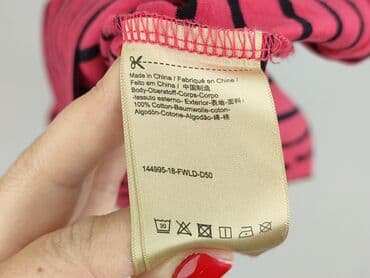 Made in China / Fabriqué en Chine /
Feito em China / 中国制造
Body-Oberstoff-Corps-Corpo
-tessuto esterno- Exterior-表地-面料:
100% Cotton-Baumwolle-coton-
Algodón-Cotone-Algodão-綿-棉
144995-18-FWLD-D50
30